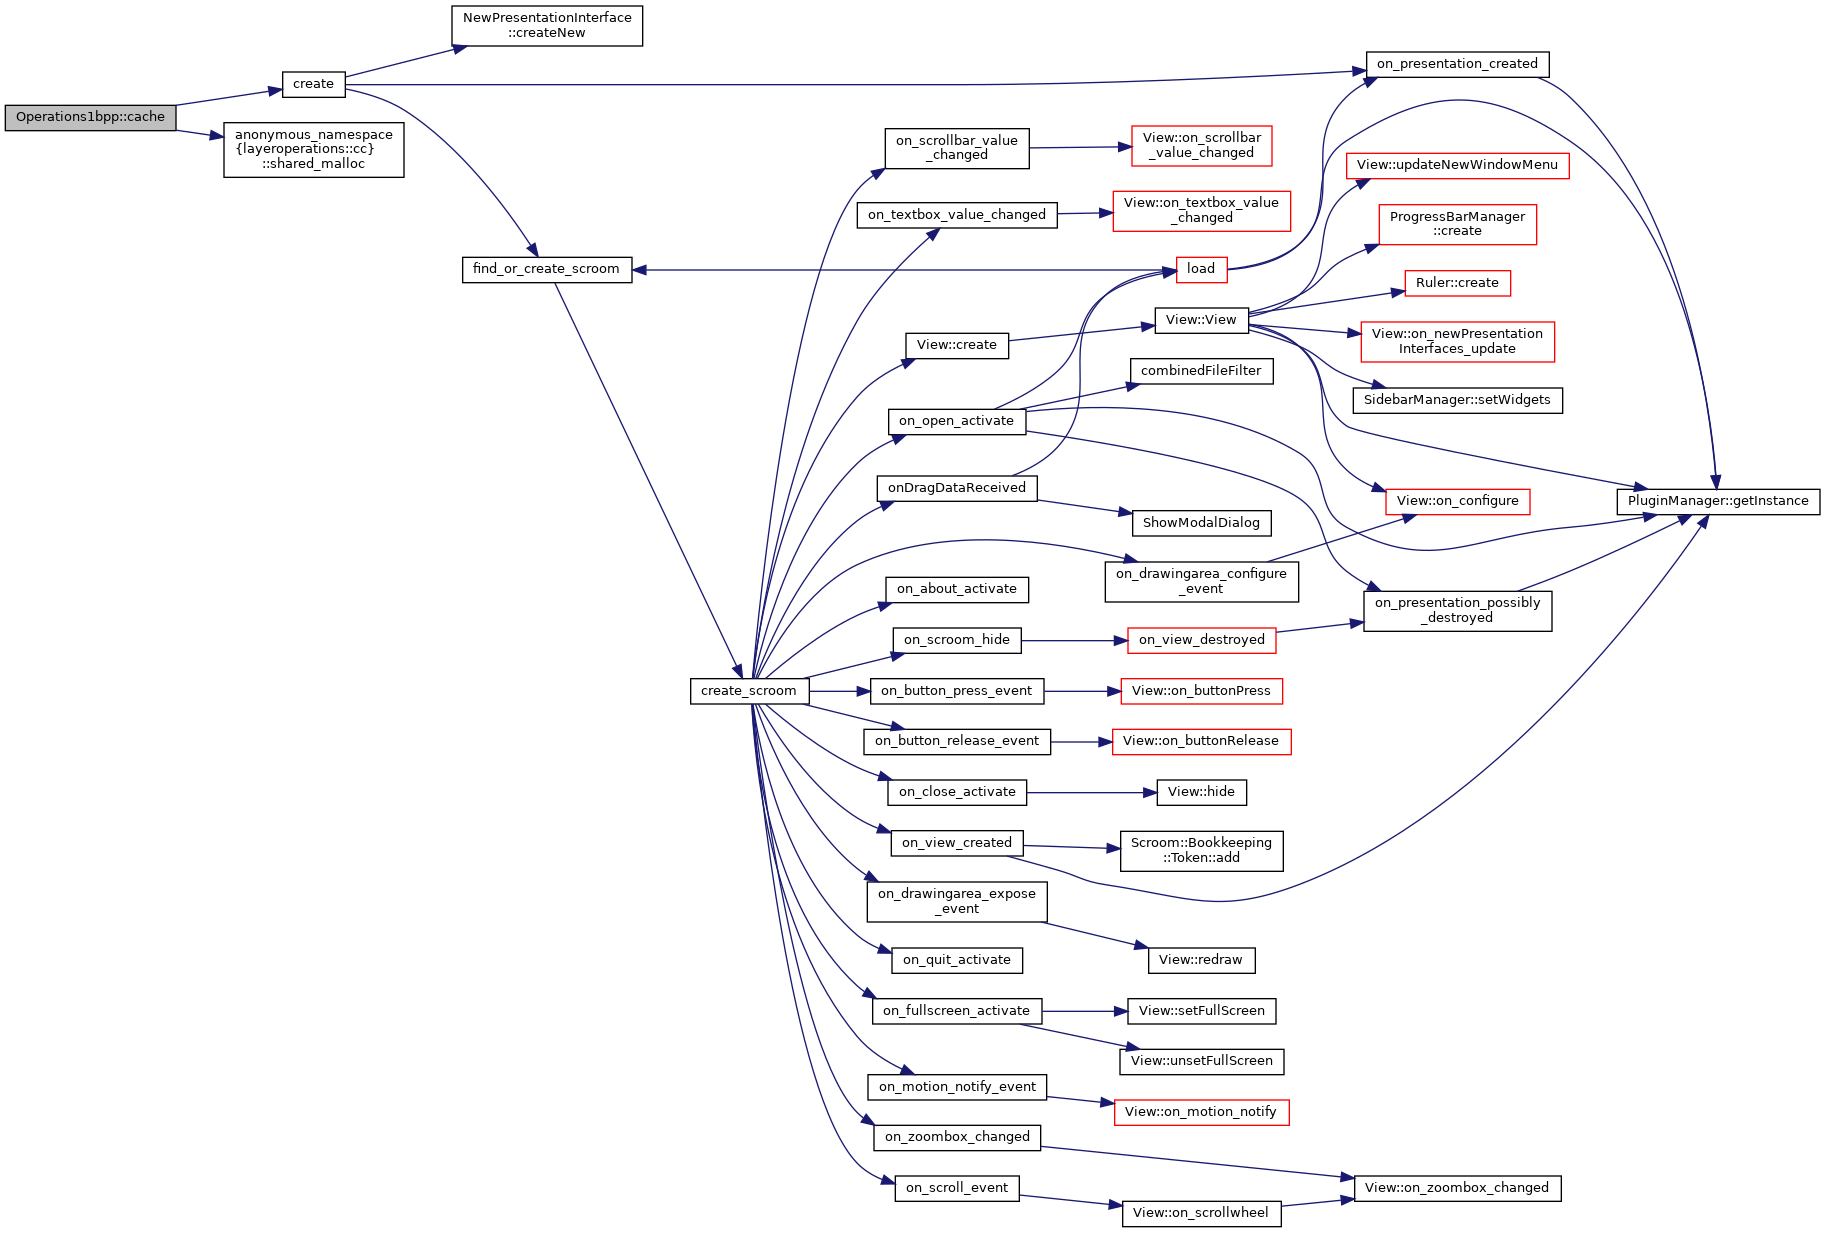 Operations1bpp::cache
create
anonymous_namespace
{layeroperations::cc}
::shared_malloc
NewPresentationInterface
::createNew
find_or_create_scroom
create_scroom
on_scrollbar_value
_changed
on_textbox_value_changed
View::create
on_open_activate
onDragDataReceived
on_about_activate
on_scroom_hide
on_button_press_event
on_button_release_event
on_close_activate
on_view_created
on_drawingarea_expose
_event
on_quit_activate
on_fullscreen_activate
on_motion_notify_event
on_zoombox_changed
on_scroll_event
View::on_scrollbar
_value_changed
View::on_textbox_value
_changed
load
View::View
combinedFileFilter
ShowModalDialog
on_drawingarea_configure
_event
on_view_destroyed
View::on_buttonPress
View::on_buttonRelease
View::hide
Scroom::Bookkeeping
::Token::add
View::redraw
View::setFullScreen
View::unsetFullScreen
View::on_motion_notify
View::on_scrollwheel
on_presentation_created
View::updateNewWindowMenu
ProgressBarManager
::create
Ruler::create
View::on_newPresentation
Interfaces_update
SidebarManager::setWidgets
View::on_configure
on_presentation_possibly
_destroyed
View::on_zoombox_changed
PluginManager::getInstance